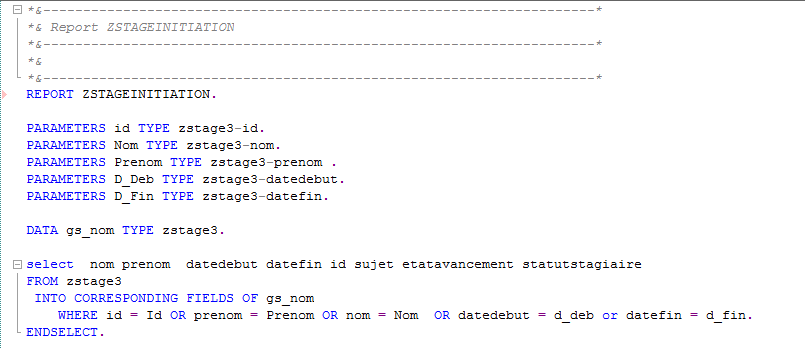 *&---------------------------------------------------------------------*
*& Report ZSTAGEINITIATION
*&---------------------------------------------------------------------*
*&
*&---------------------------------------------------------------------*
REPORT ZSTAGEINITIATION.
PARAMETERS id TYPE zstage3-id.
PARAMETERS Nom TYPE zstage3-nom.
PARAMETERS Prenom TYPE zstage3-prenom .
PARAMETERS D_Deb TYPE zstage3-datedebut.
PARAMETERS D_Fin TYPE zstage3-datefin.
DATA gs_nom TYPE zstage3.
select  nom prenom  datedebut datefin id sujet etatavancement statutstagiaire
FROM zstage3
INTO CORRESPONDING FIELDS OF gs_nom
WHERE id = Id OR prenom = Prenom OR nom = Nom  OR datedebut = d_deb or datefin = d_fin.
ENDSELECT.